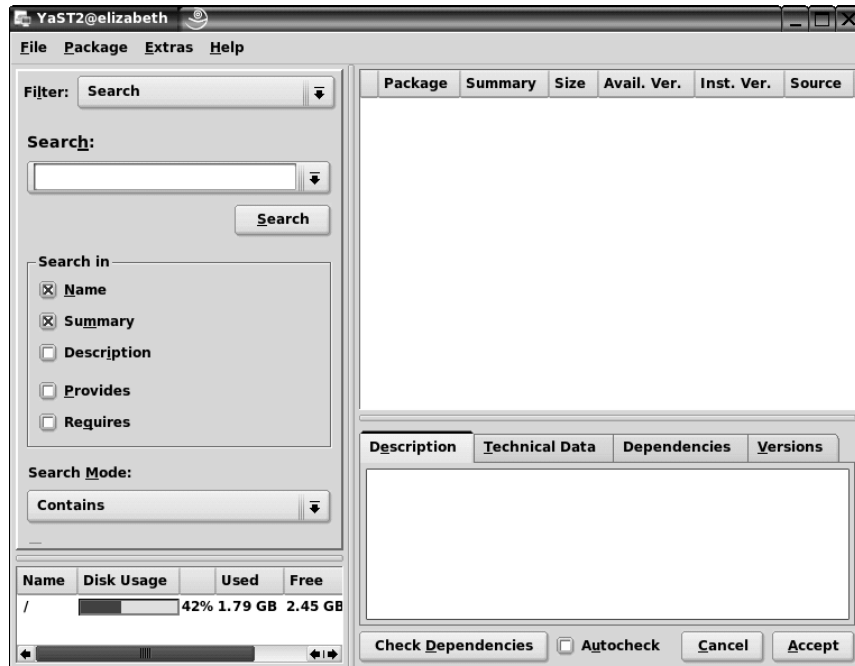 YaST2@elizabeth
File Package Extras Help
Filter: Search
Search:
Search
Search in
Name
Summary
Description
Provides
Requires
Search Mode:
Contains
Name Disk Usage Used Free
/ 42% 1.79 GB 2.45 GB
Package Summary Size Avail. Ver. Inst. Ver. Source
Description Technical Data Dependencies Versions
Check Dependencies Autocheck Cancel Accept